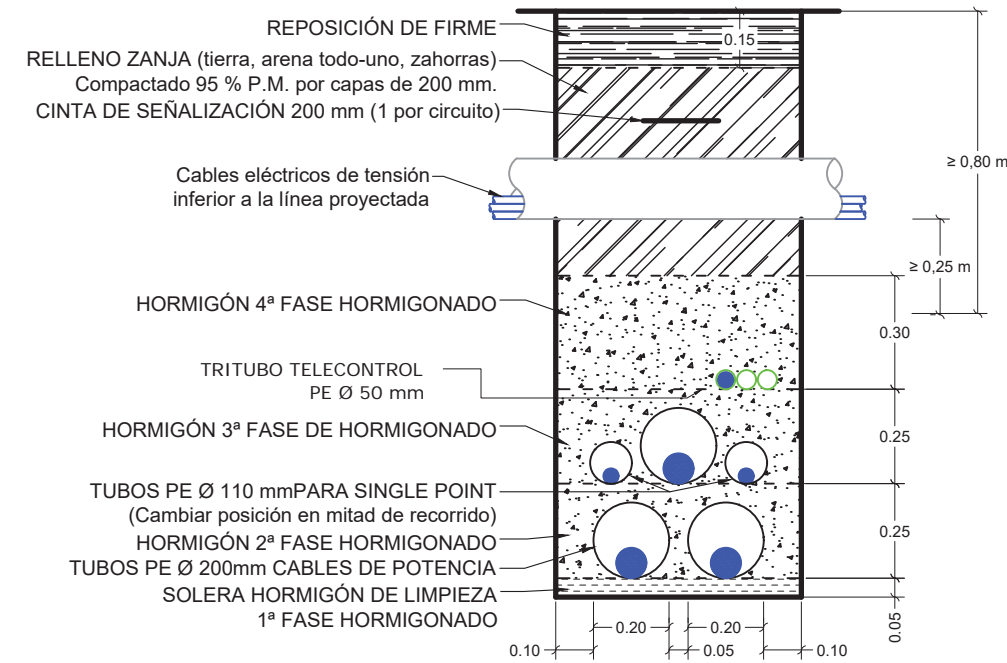 REPOSICIÓN DE FIRME
RELLENO ZANJA (tierra, arena todo-uno, zahorras)
Compactado 95 % P.M. por capas de 200 mm.
CINTA DE SEÑALIZACIÓN 200 mm (1 por circuito)
Cables eléctricos de tensión
inferior a la línea proyectada
HORMIGÓN 4ª FASE HORMIGONADO
TRITUBO TELECONTROL
PE Ø 50 mm
HORMIGÓN 3ª FASE DE HORMIGONADO
TUBOS PE Ø 110 mmPARA SINGLE POINT
(Cambiar posición en mitad de recorrido)
HORMIGÓN 2ª FASE HORMIGONADO
TUBOS PE Ø 200mm CABLES DE POTENCIA
SOLERA HORMIGÓN DE LIMPIEZA
1ª FASE HORMIGONADO
0.15
≥ 0,80 m
≥ 0,25 m
0.30
0.25
0.25
0.05
0.20
0.20
0.10
0.05
0.10